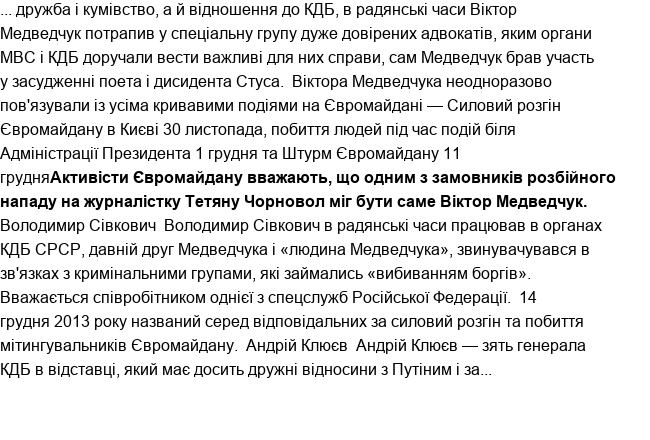 ... дружба і кумівство, а й відношення до КДБ, в радянські часи Віктор
Медведчук потрапив у спеціальну групу дуже довірених адвокатів, яким органи
МВС і КДБ доручали вести важливі для них справи, сам Медведчук брав участь
у засудженні поета і дисидента Стуса.  Віктора Медведчука неодноразово
пов'язували із усіма кривавими подіями на Євромайдані — Силовий розгін
Євромайдану в Києві 30 листопада, побиття людей під час подій біля
Адміністрації Президента 1 грудня та Штурм Євромайдану 11
грудняАктивісти Євромайдану вважають, що одним з замовників розбійного
нападу на журналістку Тетяну Чорновол міг бути саме Віктор Медведчук.
Володимир Сівкович  Володимир Сівкович в радянські часи працював в органах
КДБ СРСР, давній друг Медведчука і «людина Медведчука», звинувачувався в
зв'язках з кримінальними групами, які займались «вибиванням боргів».
Вважається співробітником однієї з спецслужб Російської Федерації.  14
грудня 2013 року названий серед відповідальних за силовий розгін та побиття
мітингувальників Євромайдану.  Андрій Клюєв  Андрій Клюєв — зять генерала
КДБ в відставці, який має досить дружні відносини з Путіним і за...